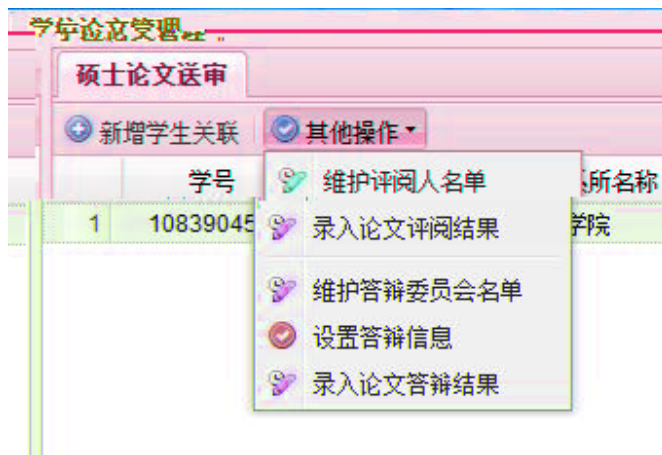 硕士论文送审
新增学生关联 其他操作
学号 所名称
1 10839045 学院
维护评阅人名单
录入论文评阅结果
维护答辩委员会名单
设置答辩信息
录入论文答辩结果